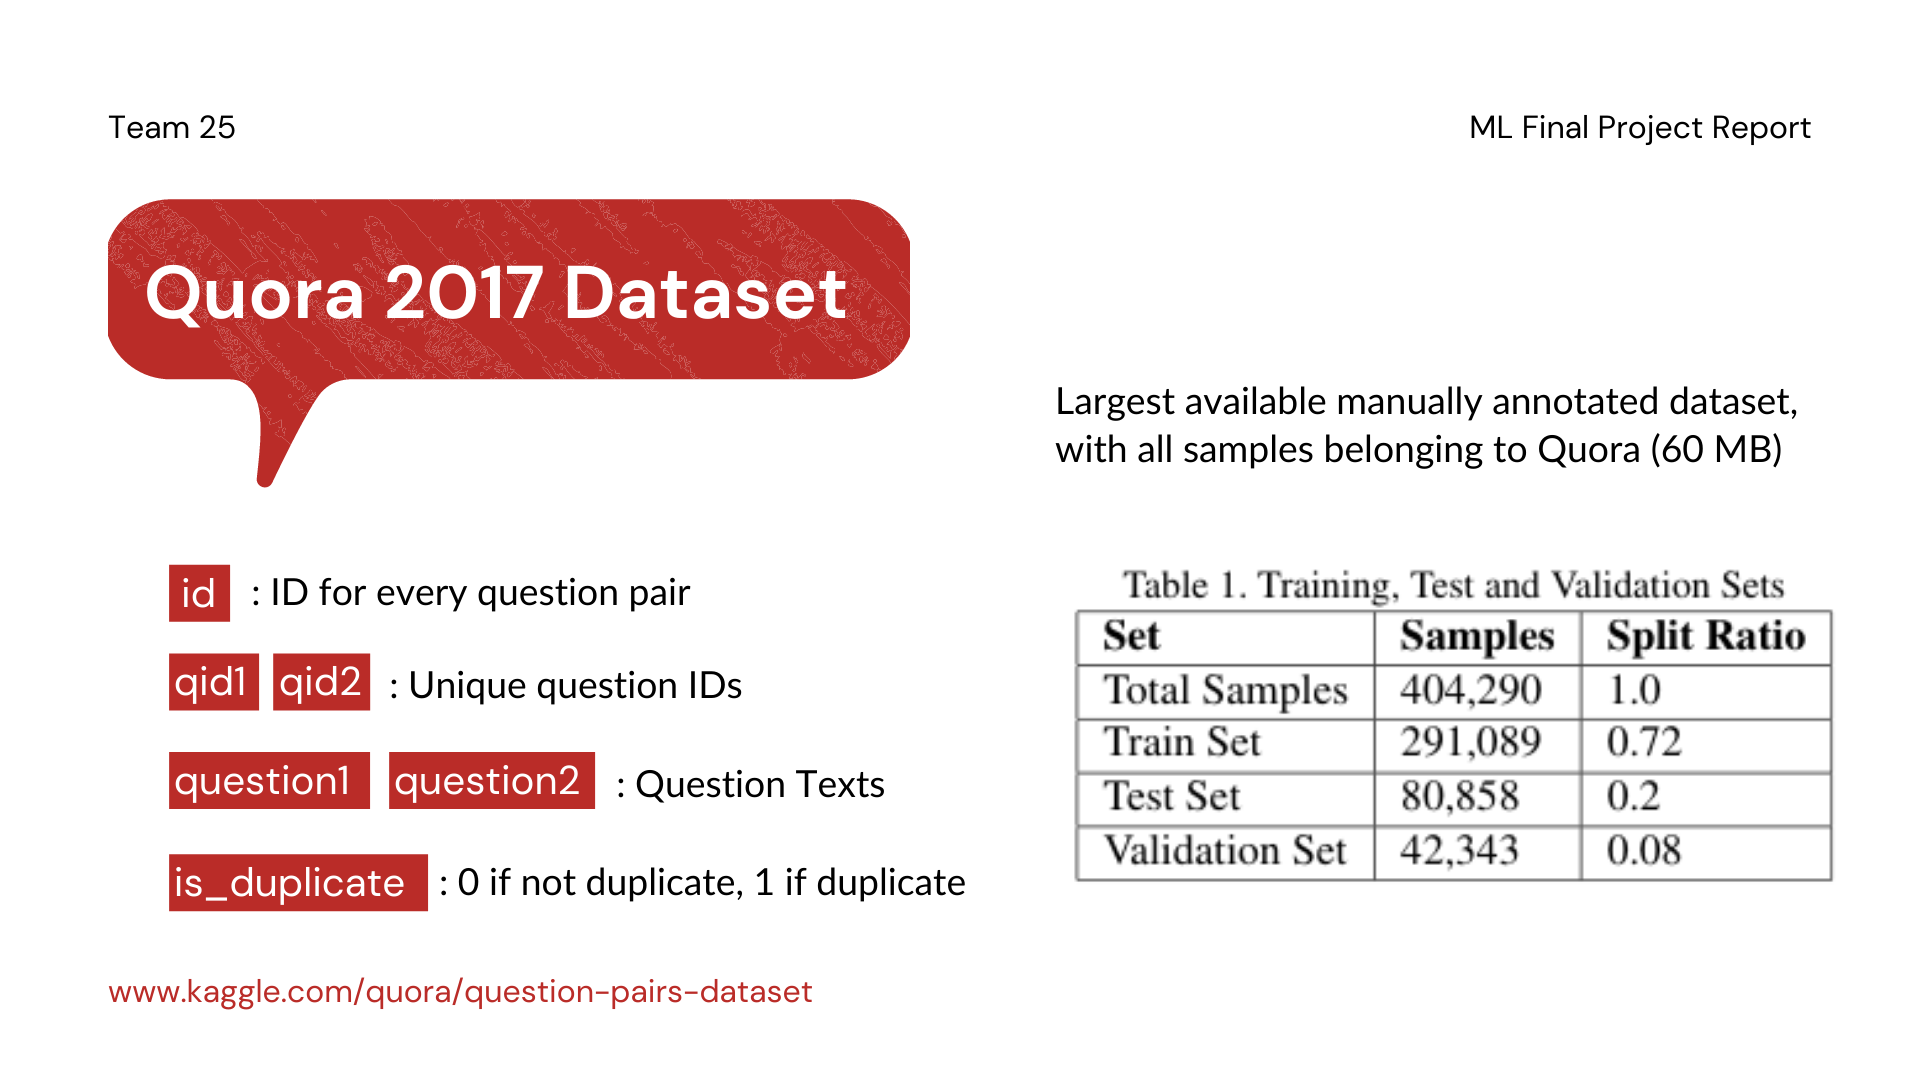 Team 25
ML Final Project Report
Quora 2017 Dataset
Largest available manually annotated dataset,
with all samples belonging to Quora (60 MB)
id : ID for every question pair
qid1 qid2 : Unique question IDs
question1 question2 : Question Texts
is_duplicate : 0 if not duplicate, 1 if duplicate
Table 1. Training, Test and Validation Sets
Set Samples Split Ratio
Total Samples 404,290 1.0
Train Set 291,089 0.72
Test Set 80,858 0.2
Validation Set 42,343 0.08
www.kaggle.com/quora/question-pairs-dataset